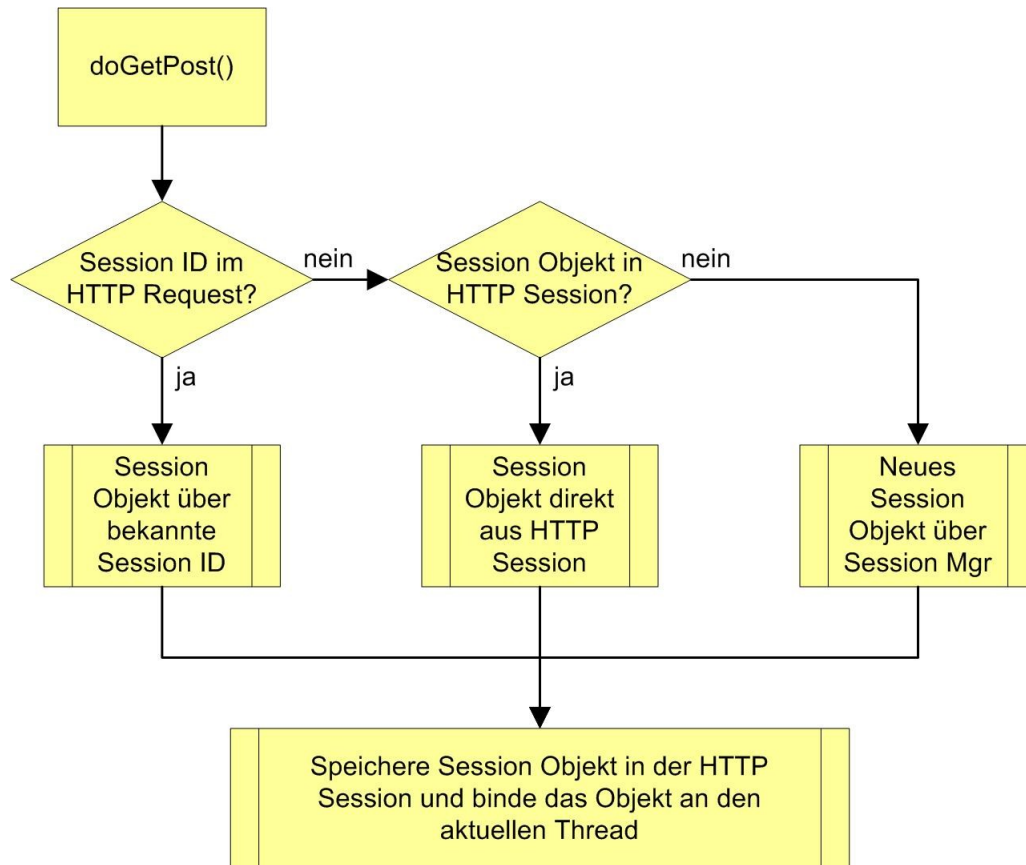 doGetPost()
Session ID im
HTTP Request?
nein
Session Objekt in
HTTP Session?
nein
ja
ja
Session
Objekt über
bekannte
Session ID
Session
Objekt direkt
aus HTTP
Session
Neues
Session
Objekt über
Session Mgr
Speichere Session Objekt in der HTTP
Session und binde das Objekt an den
aktuellen Thread